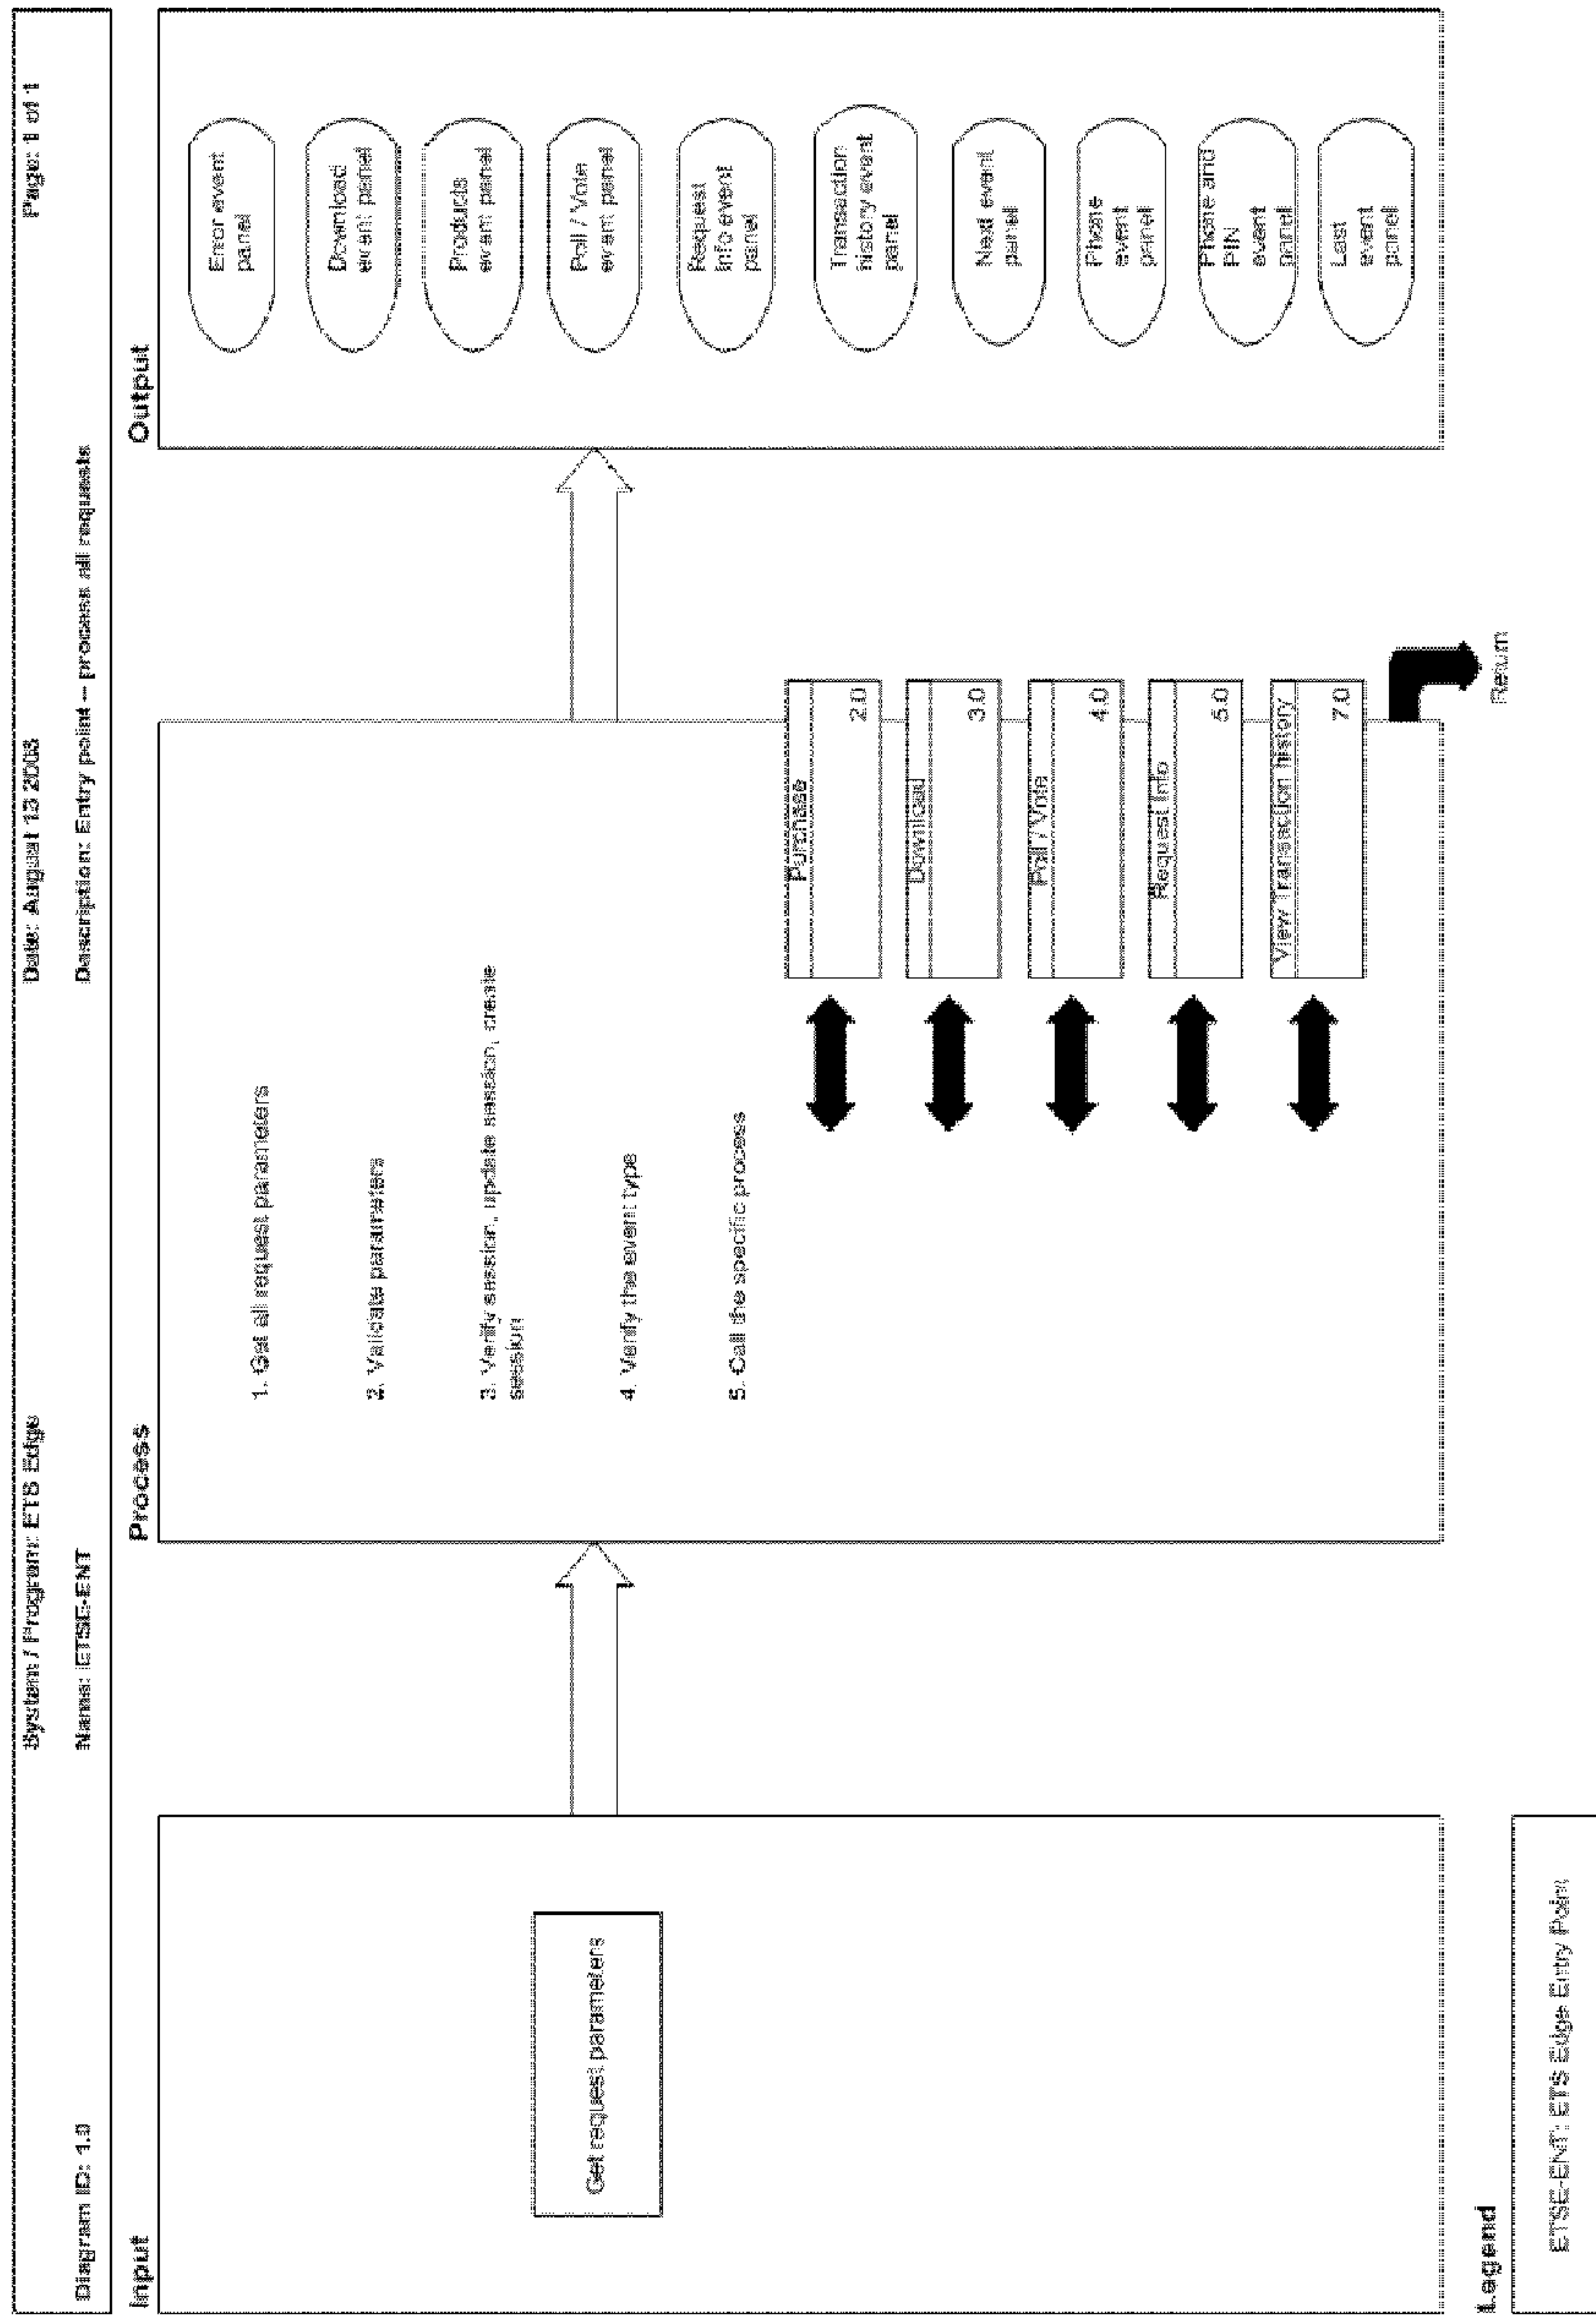 System / Program: ETS Edge
Date: August 13 2008
Page: 1 of 1
Diagram ID: 1.0
Name: ETSE-ENT
Description: Entry point – process all requests
Input
Process
Output
Get request parameters
1. Get all request parameters
2. Validate parameters
3. Verify session, update session, create
session
4. Verify the event type
5. Call the specific process
Purchase
2.0
Download
3.0
Poll / Vote
4.0
Request Info
5.0
View Transaction history
7.0
Return
Error event
panel
Download
event panel
Products
event panel
Poll / Vote
event panel
Request
Info event
panel
Transaction
history event
panel
Next event
panel
Phone
event
panel
Phone and
PIN
event
panel
Last
event
panel
Legend
ETSE-ENT: ETS Edge Entry Point